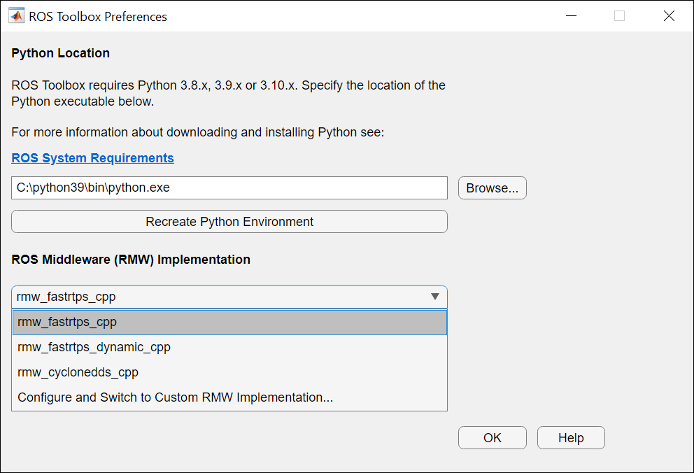 ROS Toolbox Preferences
Python Location
ROS Toolbox requires Python 3.8.x, 3.9.x or 3.10.x. Specify the location of the
Python executable below.
For more information about downloading and installing Python see:
ROS System Requirements
C:\python39\bin\python.exe
Browse...
Recreate Python Environment
ROS Middleware (RMW) Implementation
rmw_fastrtps_cpp
rmw_fastrtps_cpp
rmw_fastrtps_dynamic_cpp
rmw_cyclonedds_cpp
Configure and Switch to Custom RMW Implementation...
OK
Help